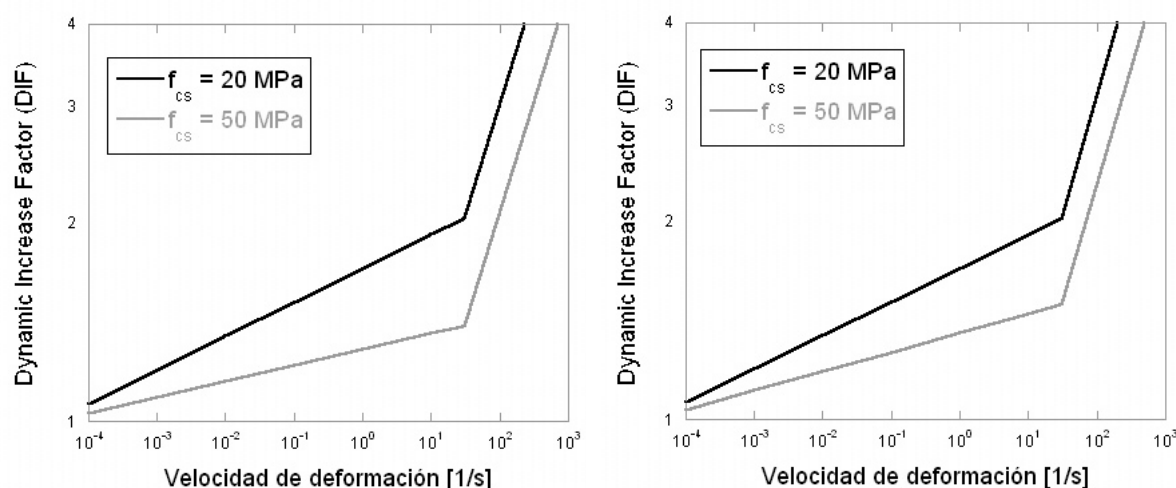 4
3
2
1
Dynamic Increase Factor (DIF)
f_cs = 20 MPa
f_cs = 50 MPa
10^-4 10^-3 10^-2 10^-1 10^0 10^1 10^2 10^3
Velocidad de deformación [1/s]
4
3
2
1
Dynamic Increase Factor (DIF)
f_cs = 20 MPa
f_cs = 50 MPa
10^-4 10^-3 10^-2 10^-1 10^0 10^1 10^2 10^3
Velocidad de deformación [1/s]